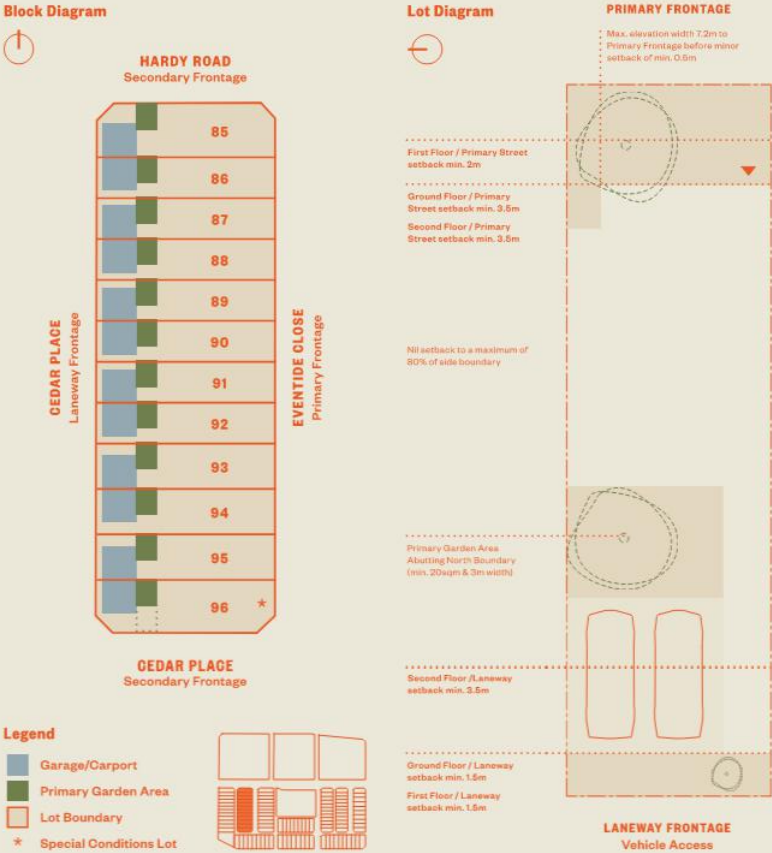 Block Diagram
HARDY ROAD
Secondary Frontage
85
86
87
88
89
90
91
92
93
94
95
96 *
CEDAR PLACE
Laneway Frontage
EVENTIDE CLOSE
Primary Frontage
CEDAR PLACE
Secondary Frontage
Legend
Garage/Carport
Primary Garden Area
Lot Boundary
* Special Conditions Lot
Lot Diagram
PRIMARY FRONTAGE
Max. elevation width 7.2m to
Primary Frontage before minor
setback of min. 0.5m
First Floor / Primary Street
setback min. 2m
Ground Floor / Primary
Street setback min. 3.5m
Second Floor / Primary
Street setback min. 3.5m
Nil setback to a maximum of
80% of side boundary
Primary Garden Area
Abutting North Boundary
(min. 20sqm & 3m width)
Second Floor /Laneway
setback min. 3.5m
Ground Floor / Laneway
setback min. 1.5m
First Floor / Laneway
setback min. 1.5m
LANEWAY FRONTAGE
Vehicle Access